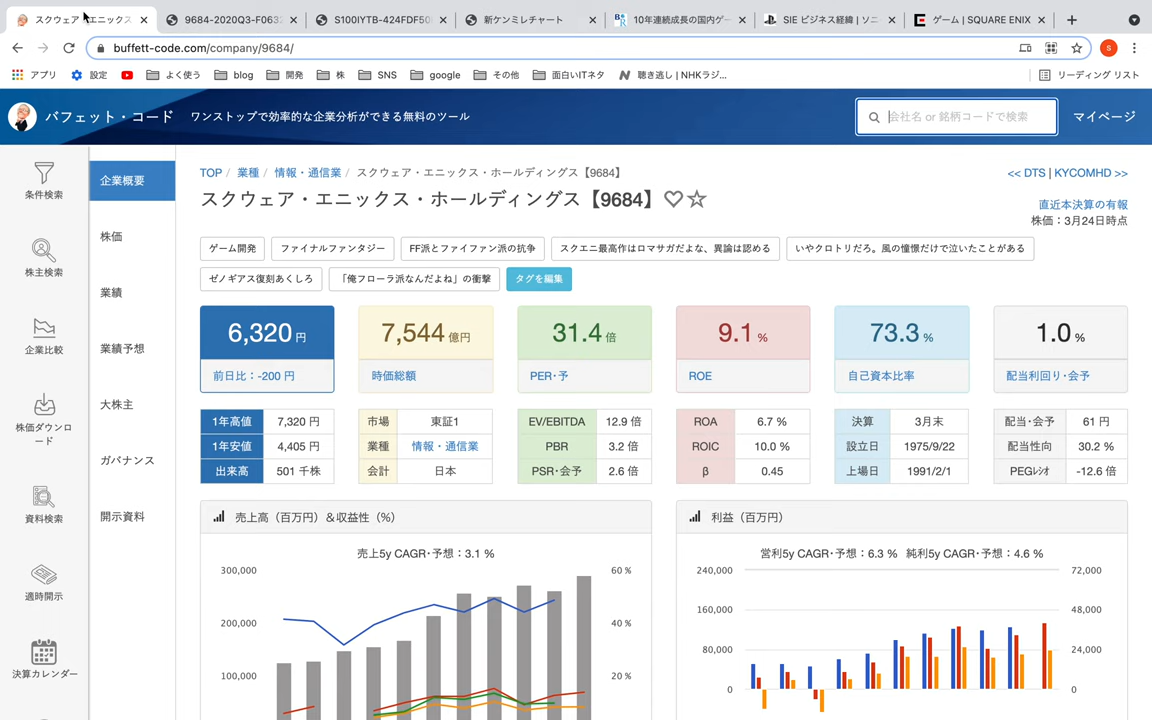 スクウェア・エニックス
9684-2020Q3-F063
S100IYTB-424FDF50
新ケンミレチャート
10年連続成長の国内ゲー
SIE ビジネス経緯 | ソニ
ゲーム | SQUARE ENIX
buffett-code.com/company/9684/
S
アプリ
設定
よく使う
blog
開発
株
SNS
google
その他
面白いITネタ
聴き逃し | NHKラジ...
リーディング リスト
バフェット・コード
ワンストップで効率的な企業分析ができる無料のツール
会社名 or 銘柄コードで検索
マイページ
条件検索
株主検索
企業比較
株価ダウンロ
ード
資料検索
適時開示
決算カレンダー
企業概要
株価
業績
業績予想
大株主
ガバナンス
開示資料
TOP / 業種 / 情報・通信業 / スクウェア・エニックス・ホールディングス【9684】
<< DTS | KYCOMHD >>
スクウェア・エニックス・ホールディングス【9684】
直近本決算の有報
株価：3月24日時点
ゲーム開発
ファイナルファンタジー
FF派とファイファン派の抗争
スクエニ最高作はロマサガだよな、異論は認める
いやクロトリだろ。風の憧憬だけで泣いたことがある
ゼノギアス復刻あくしろ
「俺フローラ派なんだよね」の衝撃
タグを編集
6,320 円
前日比：-200 円
7,544 億円
時価総額
31.4 倍
PER･予
9.1 %
ROE
73.3 %
自己資本比率
1.0 %
配当利回り･会予
1年高値 7,320 円
1年安値 4,405 円
出来高 501 千株
市場 東証1
業種 情報・通信業
会計 日本
EV/EBITDA 12.9 倍
PBR 3.2 倍
PSR･会予 2.6 倍
ROA 6.7 %
ROIC 10.0 %
β 0.45
決算 3月末
設立日 1975/9/22
上場日 1991/2/1
配当･会予 61 円
配当性向 30.2 %
PEGﾚｼｵ -12.6 倍
売上高（百万円）＆収益性（%）
売上5y CAGR･予想：3.1 %
300,000
200,000
100,000
60 %
40 %
20 %
利益（百万円）
営利5y CAGR･予想：6.3 % 純利5y CAGR･予想：4.6 %
240,000
160,000
80,000
0
72,000
48,000
24,000
0